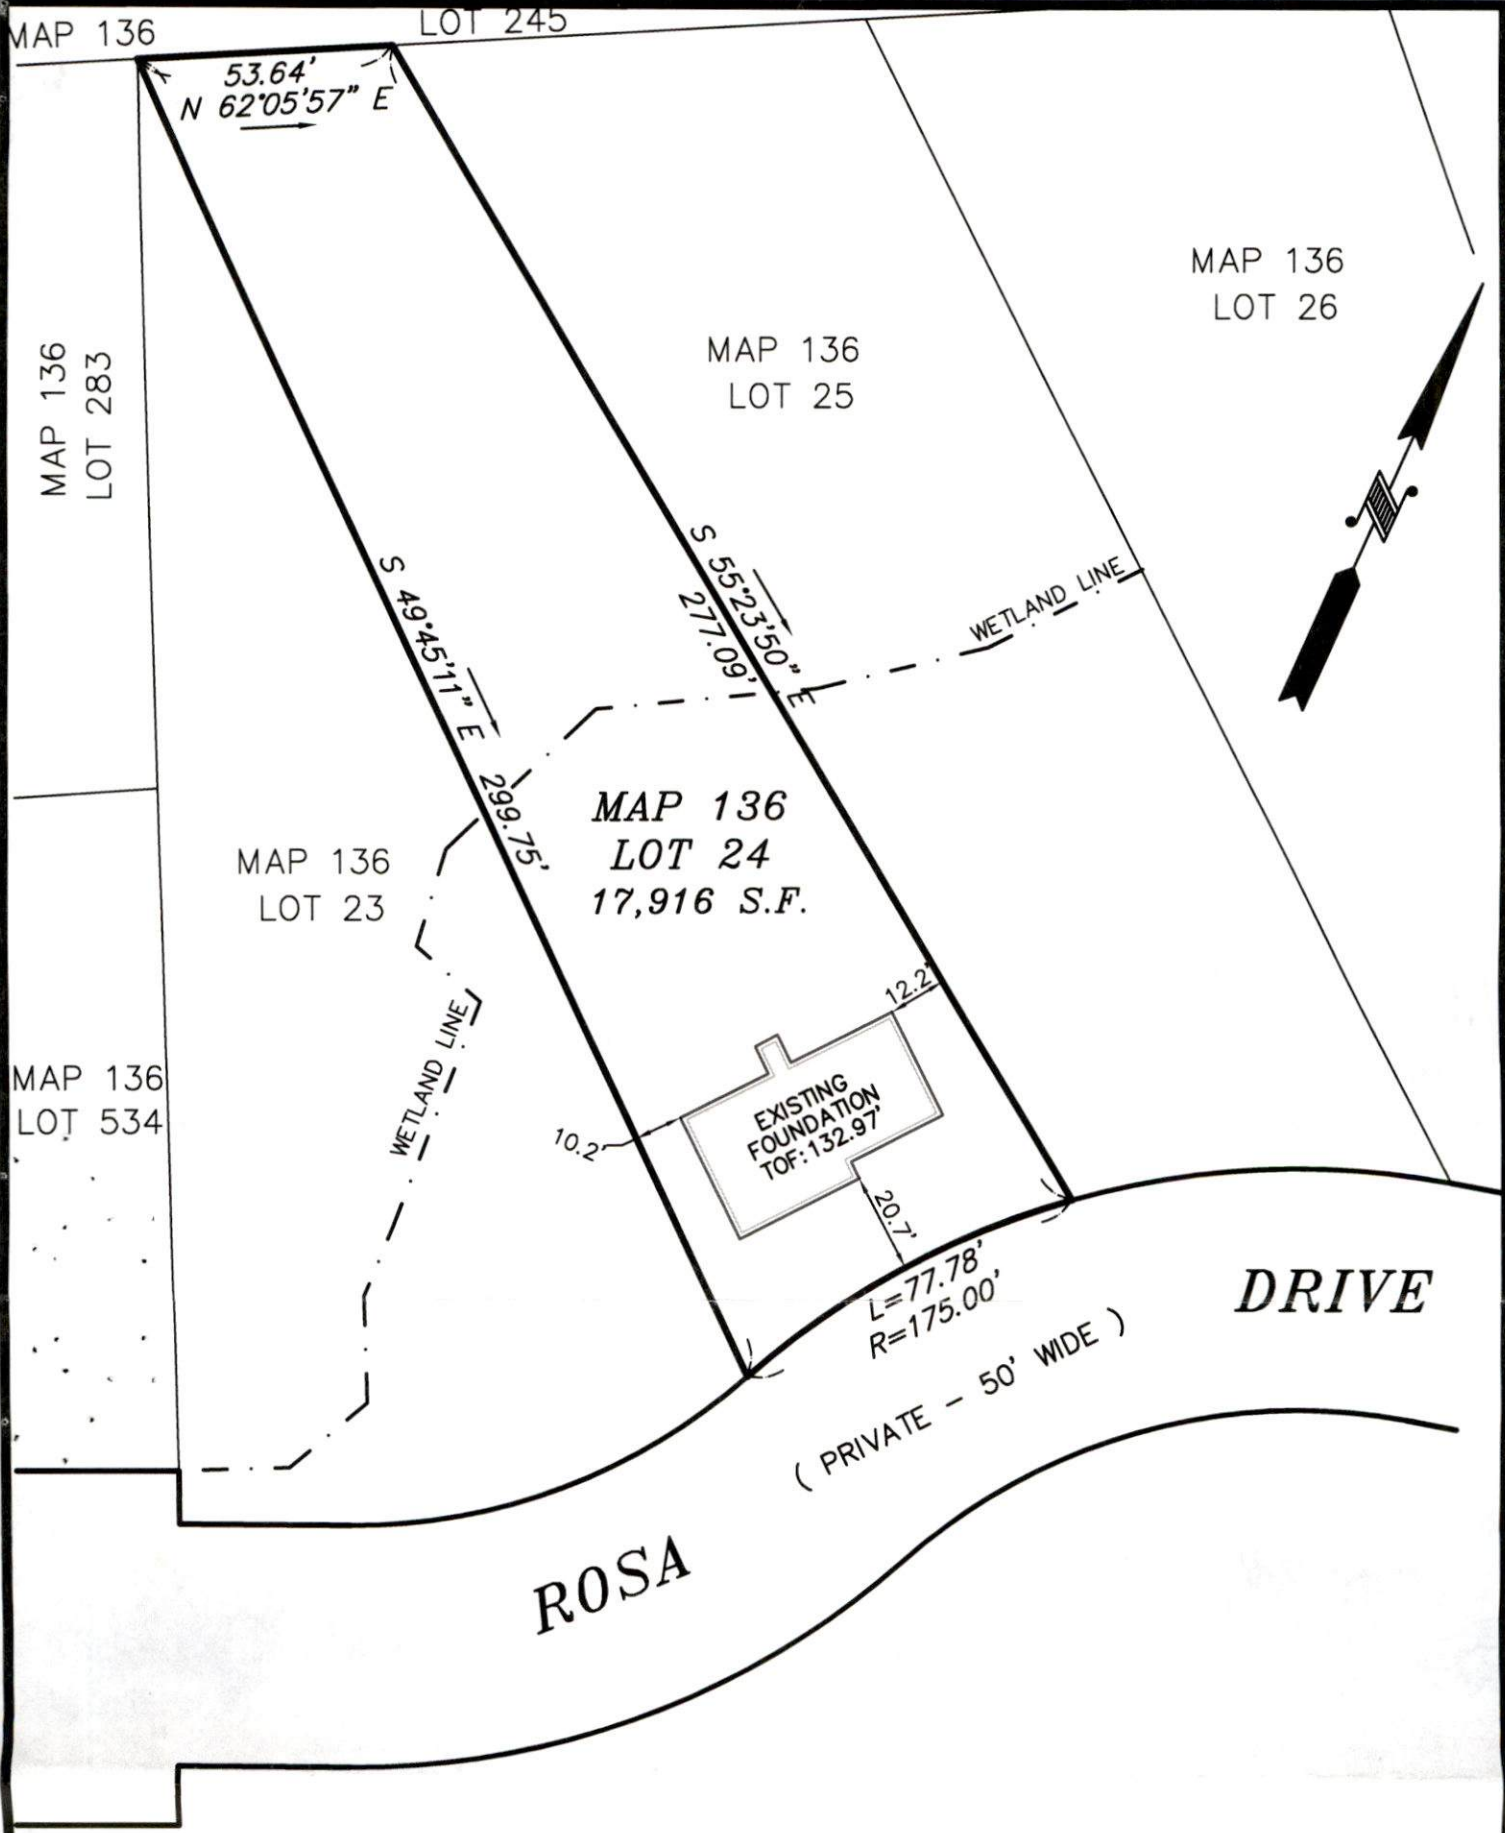 MAP 136
LOT 245
53.64'
N 62°05'57" E
MAP 136
LOT 26
MAP 136
LOT 25
MAP 136
LOT 283
S 55°23'50" E
277.09'
S 49°45'11" E 299.75'
WETLAND LINE
MAP 136
LOT 24
17,916 S.F.
MAP 136
LOT 23
12.2'
WETLAND LINE
MAP 136
LOT 534
EXISTING
FOUNDATION
TOF:132.97'
10.2'
20.7'
L=77.78'
R=175.00'
DRIVE
( PRIVATE - 50' WIDE )
ROSA